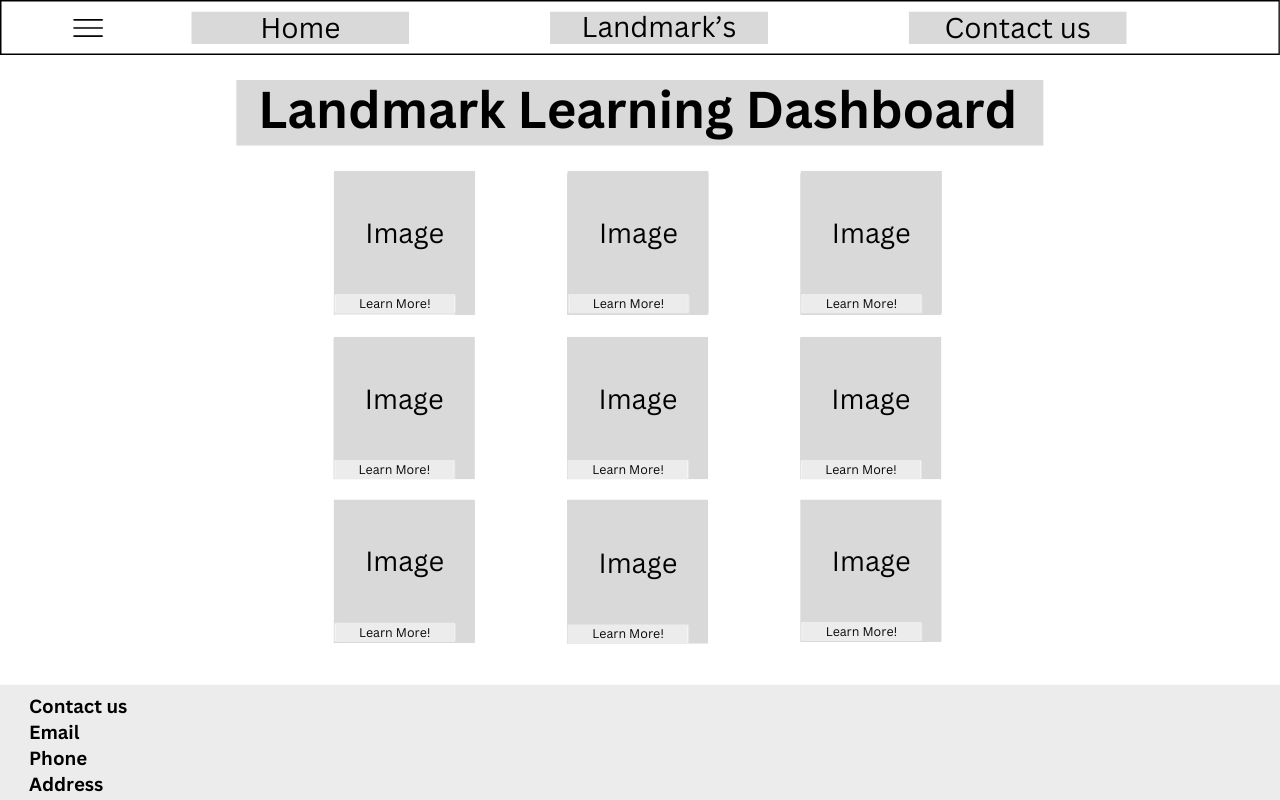 Home Landmark’s Contact us
Landmark Learning Dashboard
Image Image Image
Learn More! Learn More! Learn More!
Image Image Image
Learn More! Learn More! Learn More!
Image Image Image
Learn More! Learn More! Learn More!
Contact us
Email
Phone
Address